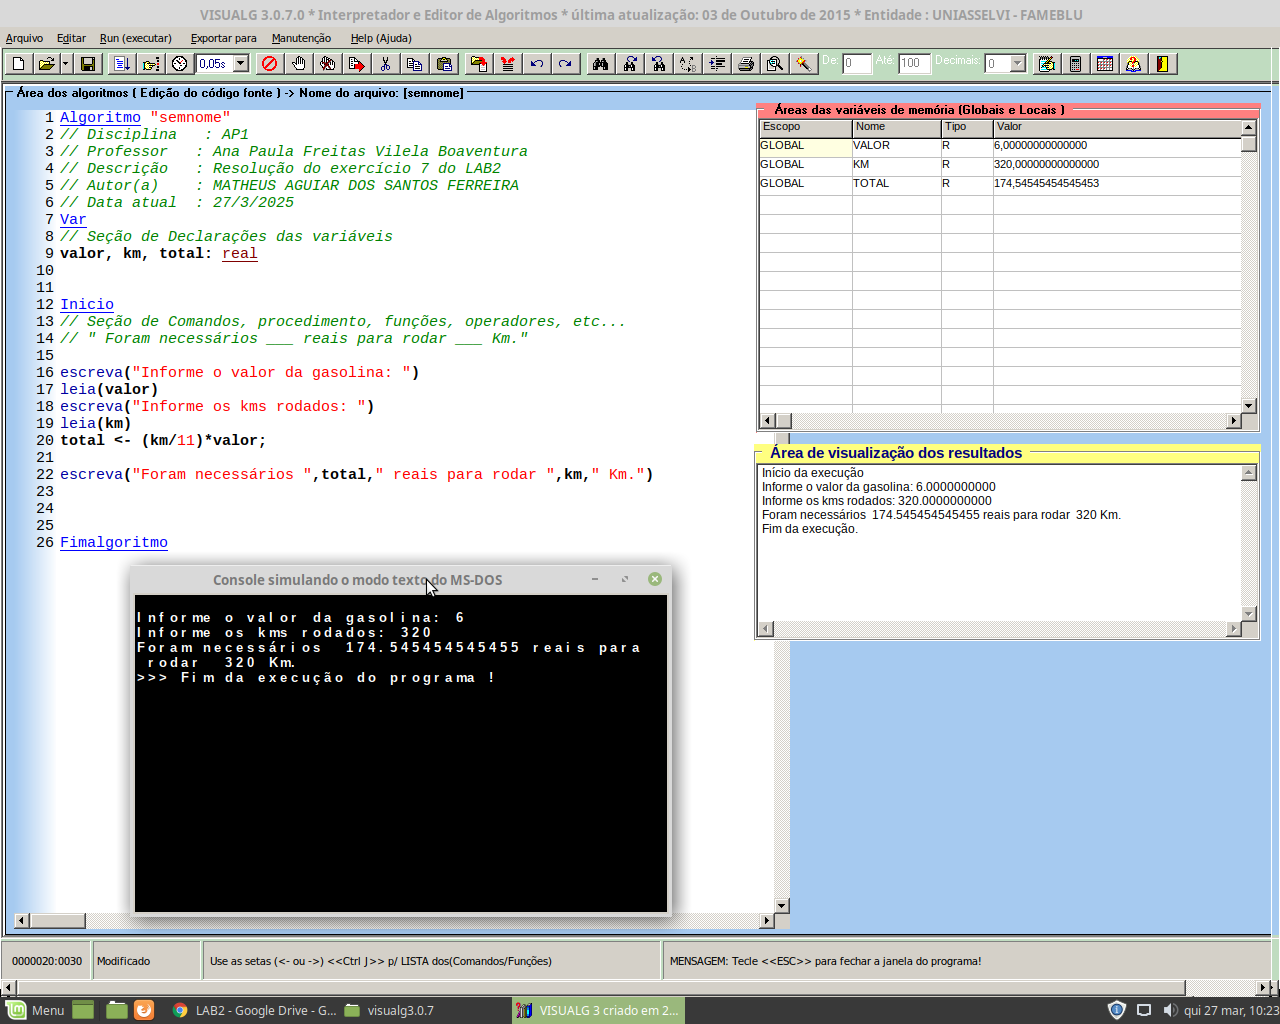 VISUALG 3.0.7.0 * Interpretador e Editor de Algoritmos * última atualização: 03 de Outubro de 2015 * Entidade : UNIASSELVI - FAMEBLU
Arquivo Editar Run (executar) Exportar para Manutenção Help (Ajuda)
0,05s De: 0 Até: 100 Decimais: 0
Área dos algoritmos ( Edição do código fonte ) -> Nome do arquivo: [semnome]
1 Algoritmo "semnome"
2 // Disciplina : AP1
3 // Professor : Ana Paula Freitas Vilela Boaventura
4 // Descrição : Resolução do exercício 7 do LAB2
5 // Autor(a) : MATHEUS AGUIAR DOS SANTOS FERREIRA
6 // Data atual : 27/3/2025
7 Var
8 // Seção de Declarações das variáveis
9 valor, km, total: real
10
11
12 Inicio
13 // Seção de Comandos, procedimento, funções, operadores, etc...
14 // " Foram necessários ___ reais para rodar ___ Km."
15
16 escreva("Informe o valor da gasolina: ")
17 leia(valor)
18 escreva("Informe os kms rodados: ")
19 leia(km)
20 total <- (km/11)*valor;
21
22 escreva("Foram necessários ",total," reais para rodar ",km," Km.")
23
24
25
26 Fimalgoritmo
Áreas das variáveis de memória (Globais e Locais )
Escopo Nome Tipo Valor
GLOBAL VALOR R 6,00000000000000
GLOBAL KM R 320,00000000000000
GLOBAL TOTAL R 174,54545454545453
Área de visualização dos resultados
Início da execução
Informe o valor da gasolina: 6.0000000000
Informe os kms rodados: 320.0000000000
Foram necessários 174.545454545455 reais para rodar 320 Km.
Fim da execução.
Console simulando o modo texto do MS-DOS
Informe o valor da gasolina: 6
Informe os kms rodados: 320
Foram necessários 174.545454545455 reais para
rodar 320 Km.
>>> Fim da execução do programa !
0000020:0030 Modificado Use as setas (<- ou ->) <<Ctrl J>> p/ LISTA dos(Comandos/Funções) MENSAGEM: Tecle <<ESC>> para fechar a janela do programa!
Menu LAB2 - Google Drive - G... visualg3.0.7 VISUALG 3 criado em 2... qui 27 mar, 10:23